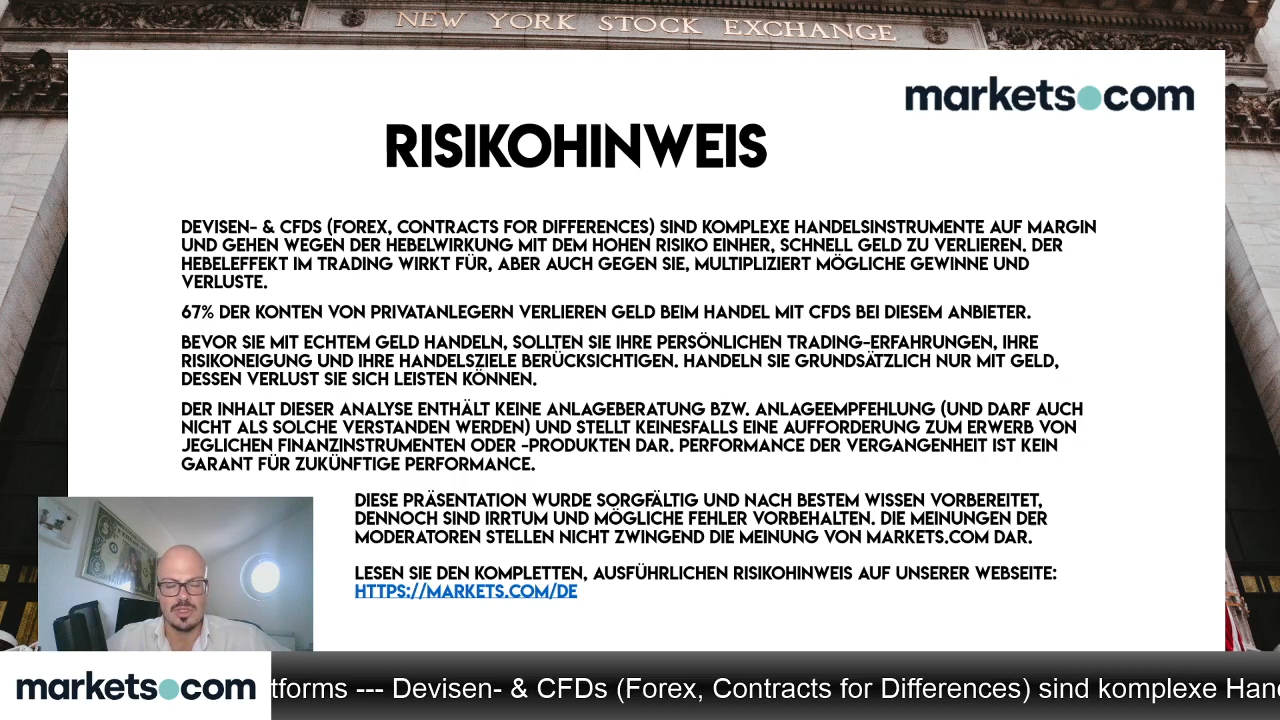 NEW YORK STOCK EXCHANGE
markets.com
RISIKOHINWEIS
DEVISEN- & CFDS (FOREX, CONTRACTS FOR DIFFERENCES) SIND KOMPLEXE HANDELSINSTRUMENTE AUF MARGIN
UND GEHEN WEGEN DER HEBELWIRKUNG MIT DEM HOHEN RISIKO EINHER, SCHNELL GELD ZU VERLIEREN. DER
HEBELEFFEKT IM TRADING WIRKT FÜR, ABER AUCH GEGEN SIE, MULTIPLIZIERT MÖGLICHE GEWINNE UND
VERLUSTE.
67% DER KONTEN VON PRIVATANLEGERN VERLIEREN GELD BEIM HANDEL MIT CFDS BEI DIESEM ANBIETER.
BEVOR SIE MIT ECHTEM GELD HANDELN, SOLLTEN SIE IHRE PERSÖNLICHEN TRADING-ERFAHRUNGEN, IHRE
RISIKONEIGUNG UND IHRE HANDELSZIELE BERÜCKSICHTIGEN. HANDELN SIE GRUNDSÄTZLICH NUR MIT GELD,
DESSEN VERLUST SIE SICH LEISTEN KÖNNEN.
DER INHALT DIESER ANALYSE ENTHÄLT KEINE ANLAGEBERATUNG BZW. ANLAGEEMPFEHLUNG (UND DARF AUCH
NICHT ALS SOLCHE VERSTANDEN WERDEN) UND STELLT KEINESFALLS EINE AUFFORDERUNG ZUM ERWERB VON
JEGLICHEN FINANZINSTRUMENTEN ODER -PRODUKTEN DAR. PERFORMANCE DER VERGANGENHEIT IST KEIN
GARANT FÜR ZUKÜNFTIGE PERFORMANCE.
DIESE PRÄSENTATION WURDE SORGFÄLTIG UND NACH BESTEM WISSEN VORBEREITET,
DENNOCH SIND IRRTUM UND MÖGLICHE FEHLER VORBEHALTEN. DIE MEINUNGEN DER
MODERATOREN STELLEN NICHT ZWINGEND DIE MEINUNG VON MARKETS.COM DAR.
LESEN SIE DEN KOMPLETTEN, AUSFÜHRLICHEN RISIKOHINWEIS AUF UNSERER WEBSEITE:
HTTPS://MARKETS.COM/DE
markets.com
tforms --- Devisen- & CFDs (Forex, Contracts for Differences) sind komplexe Hand